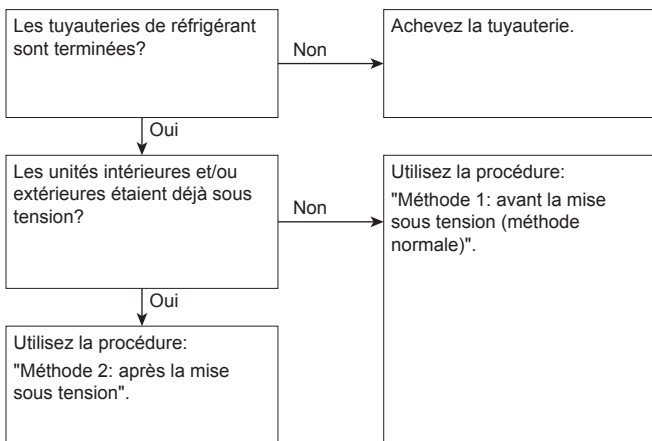 Les tuyauteries de réfrigérant
sont terminées?
Non
Achevez la tuyauterie.
Oui
Les unités intérieures et/ou
extérieures étaient déjà sous
tension?
Non
Utilisez la procédure:
"Méthode 1: avant la mise
sous tension (méthode
normale)".
Oui
Utilisez la procédure:
"Méthode 2: après la mise
sous tension".